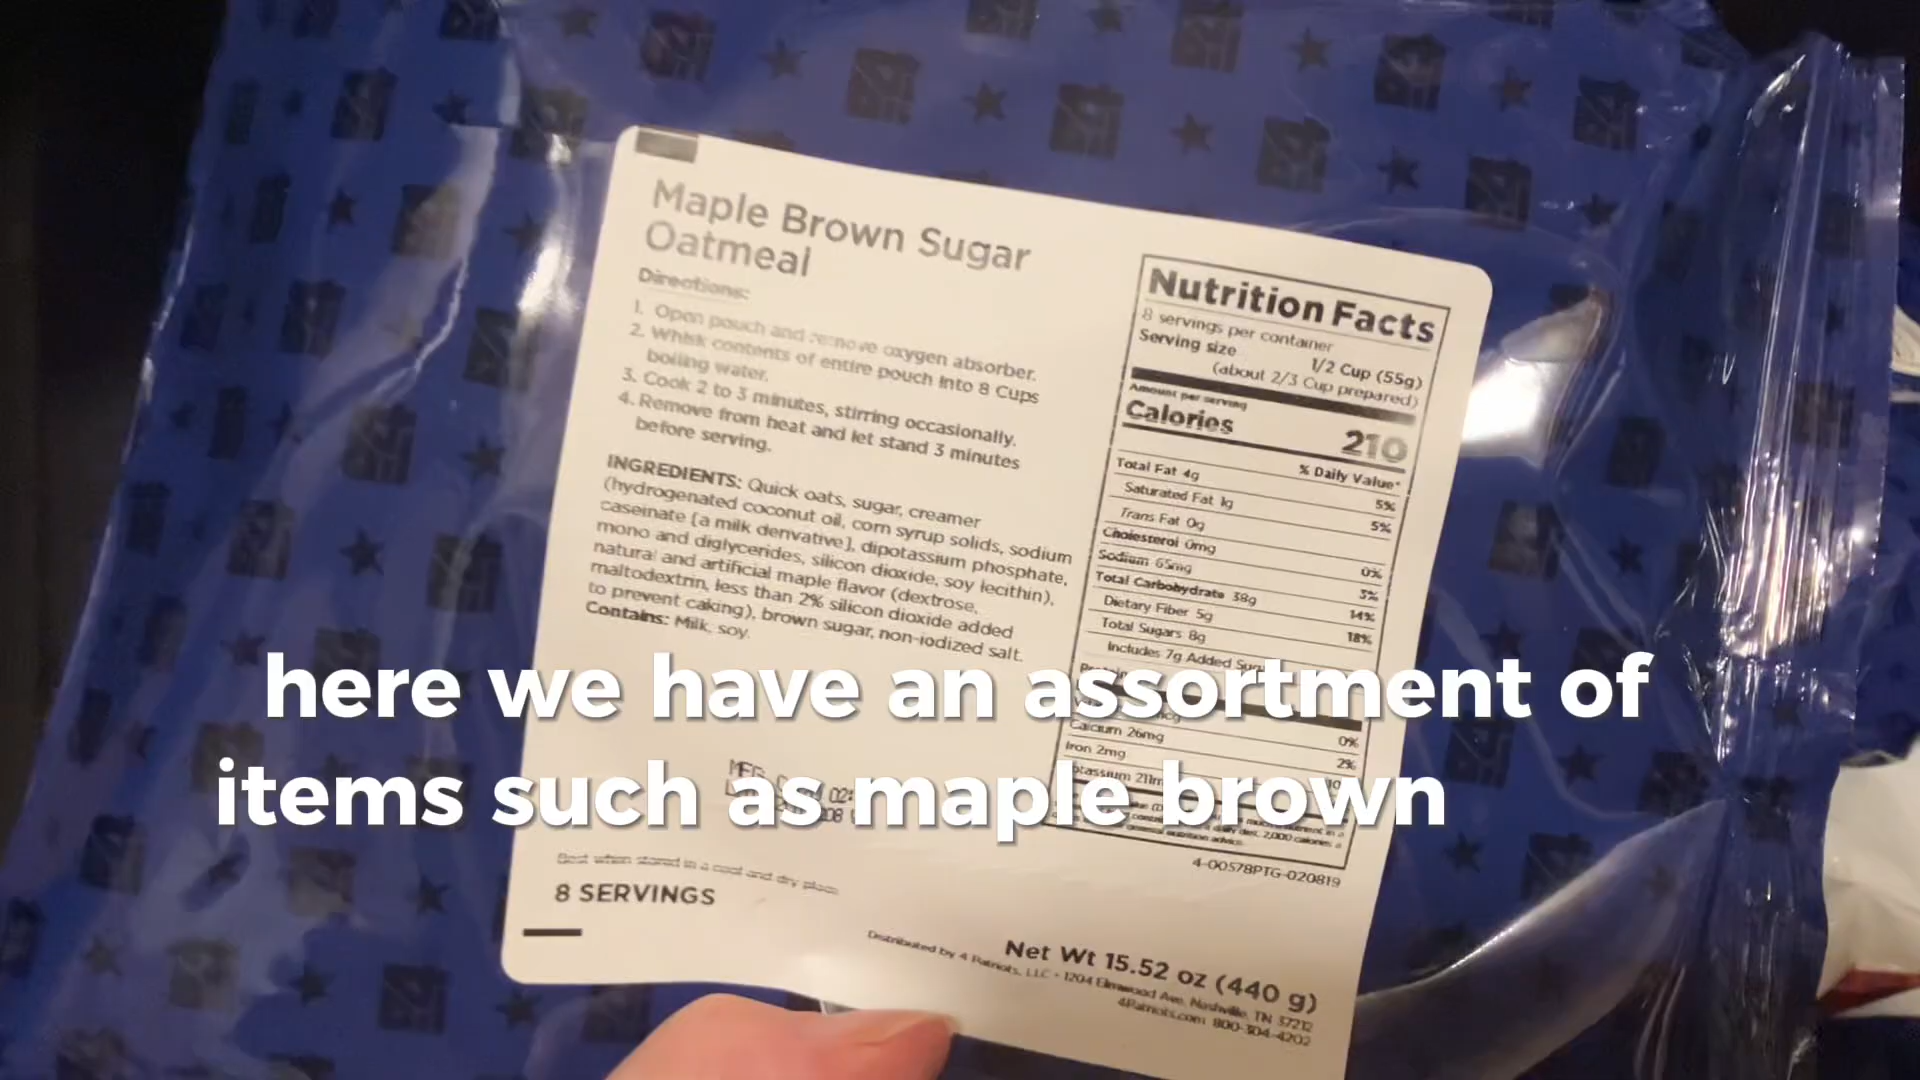 Maple Brown Sugar
Oatmeal
Directions:
1. Open pouch and remove oxygen absorber.
2. Whisk contents of entire pouch into 8 Cups
boiling water.
3. Cook 2 to 3 minutes, stirring occasionally.
4. Remove from heat and let stand 3 minutes
before serving.
INGREDIENTS: Quick oats, sugar, creamer
(hydrogenated coconut oil, corn syrup solids, sodium
caseinate [a milk derivative], dipotassium phosphate,
mono and diglycerides, silicon dioxide, soy lecithin),
natural and artificial maple flavor (dextrose,
maltodextrin, less than 2% silicon dioxide added
to prevent caking), brown sugar, non-iodized salt.
Contains: Milk, soy.
Best when stored in a cool and dry place
8 SERVINGS
Nutrition Facts
8 servings per container
Serving size 1/2 Cup (55g)
(about 2/3 Cup prepared)
Amount per serving
Calories 210
% Daily Value*
Total Fat 4g 5%
Saturated Fat 1g 5%
Trans Fat 0g
Cholesterol 0mg 0%
Sodium 65mg 3%
Total Carbohydrate 38g 14%
Dietary Fiber 5g 18%
Total Sugars 8g
Includes 7g Added
0%
Calcium 26mg 2%
Iron 2mg 10
4-00578PTG-020819
Net Wt 15.52 oz (440 g)
Distributed by 4 Patriots, LLC • 1204 Elmwood Ave, Nashville, TN 37212
4Patriots.com 800-304-4202
here we have an assortment of
items such as maple brown